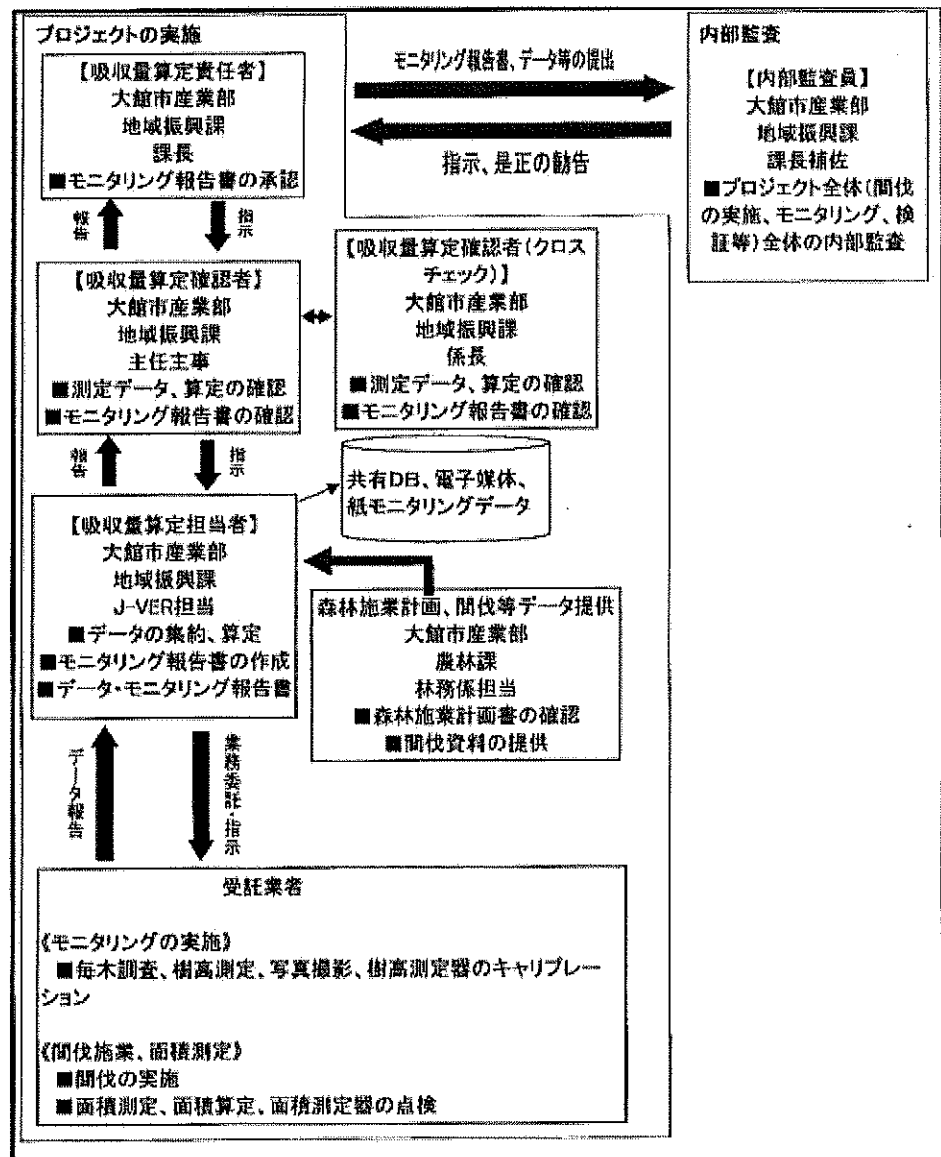 プロジェクトの実施
【吸収量算定責任者】
大館市産業部
地域振興課
課長
■モニタリング報告書の承認
モニタリング報告書、データ等の提出
指示、是正の勧告
内部監査
【内部監査員】
大館市産業部
地域振興課
課長補佐
■プロジェクト全体(間伐
の実施、モニタリング、検
証等)全体の内部監査
報告
指示
【吸収量算定確認者】
大館市産業部
地域振興課
主任主事
■測定データ、算定の確認
■モニタリング報告書の確認
【吸収量算定確認者(クロス
チェック)】
大館市産業部
地域振興課
係長
■測定データ、算定の確認
■モニタリング報告書の確認
報告
指示
共有DB、電子媒体、
紙モニタリングデータ
【吸収量算定担当者】
大館市産業部
地域振興課
J-VER担当
■データの集約、算定
■モニタリング報告書の作成
■データ・モニタリング報告書
森林施業計画、間伐等データ提供
大館市産業部
農林課
林務係担当
■森林施業計画書の確認
■間伐資料の提供
データ報告
業務委託・指示
受託業者
《モニタリングの実施》
■毎木調査、樹高測定、写真撮影、樹高測定器のキャリブレー
ション
《間伐施業、面積測定》
■間伐の実施
■面積測定、面積算定、面積測定器の点検